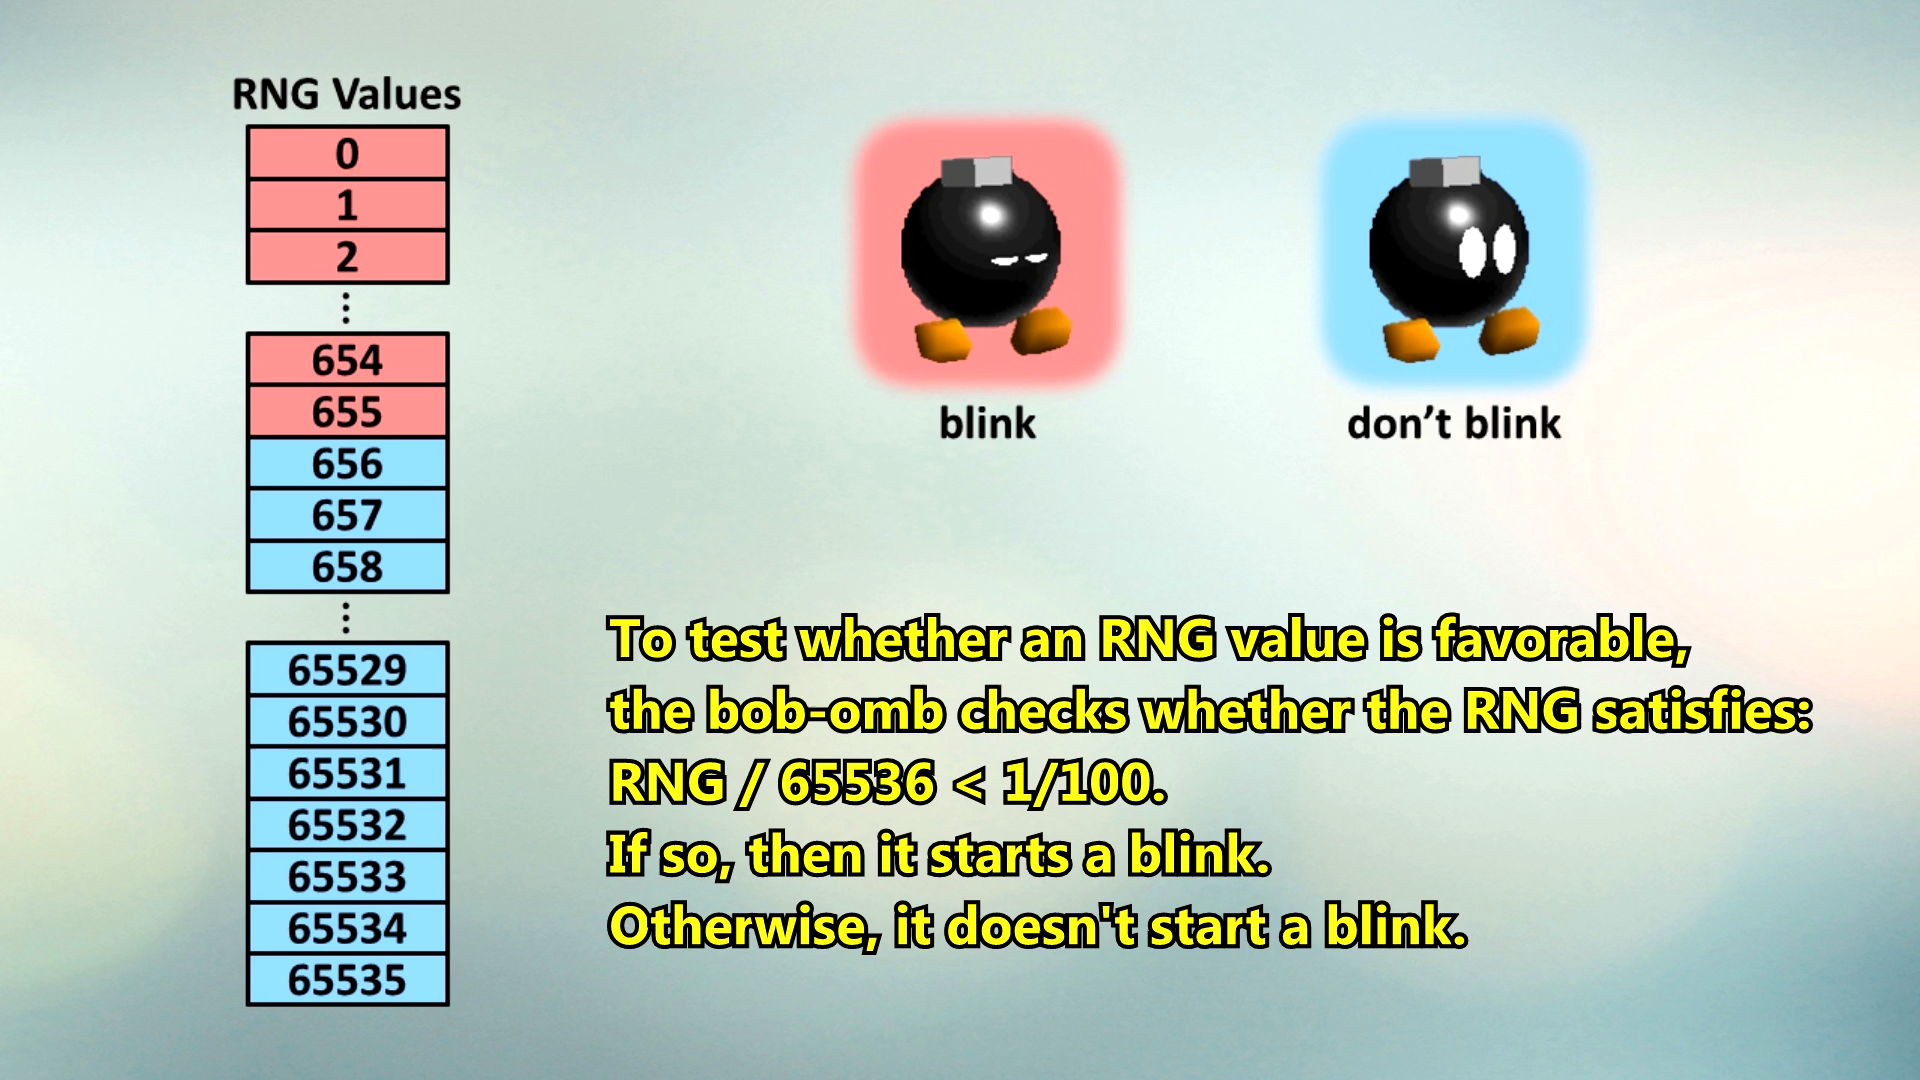 RNG Values
0
1
2
654
655
656
657
658
65529
65530
65531
65532
65533
65534
65535
blink
don’t blink
To test whether an RNG value is favorable,
the bob-omb checks whether the RNG satisfies:
RNG / 65536 < 1/100.
If so, then it starts a blink.
Otherwise, it doesn't start a blink.